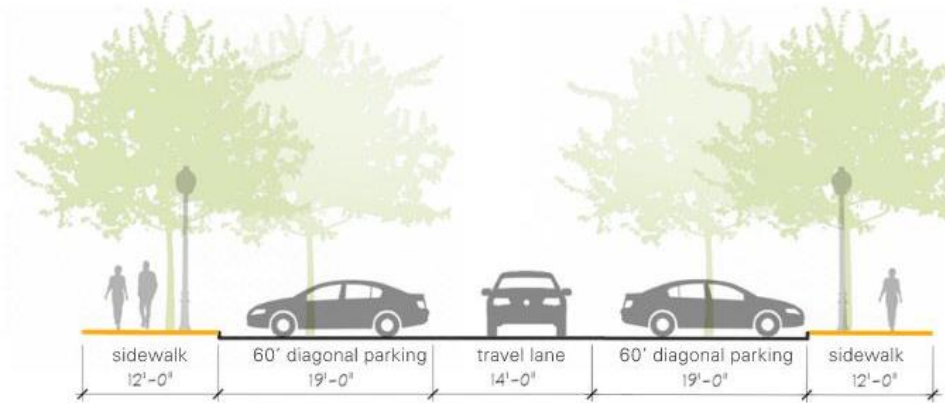 sidewalk 60' diagonal parking travel lane 60' diagonal parking sidewalk
12'-0" 19'-0" 14'-0" 19'-0" 12'-0"